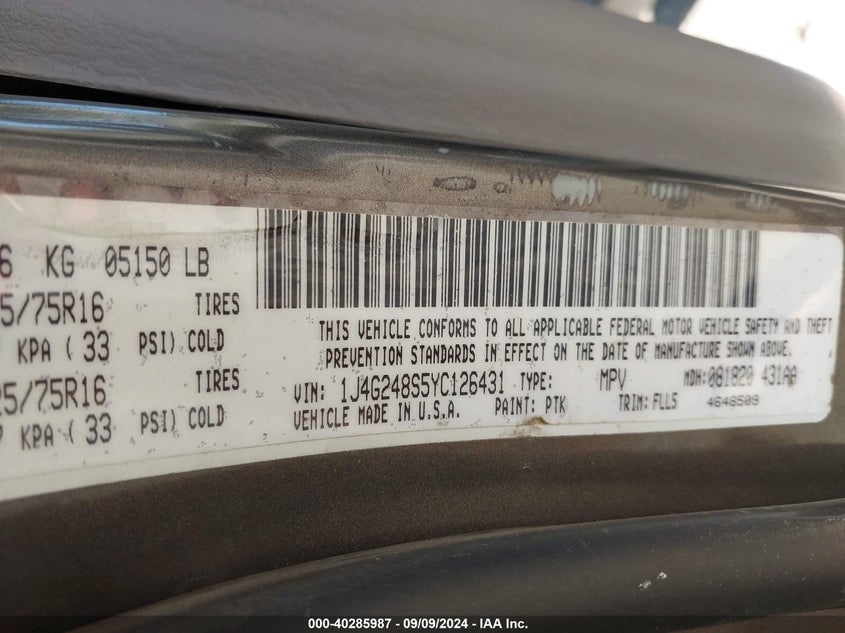 6 KG 05150 LB
5/75R16 TIRES
KPA ( 33 PSI) COLD
25/75R16 TIRES
KPA ( 33 PSI) COLD
THIS VEHICLE CONFORMS TO ALL APPLICABLE FEDERAL MOTOR VEHICLE SAFETY AND THEFT
PREVENTION STANDARDS IN EFFECT ON THE DATE OF MANUFACTURE SHOWN ABOVE.
VIN: 1J4G248S5YC126431 TYPE: MPV MDH: 081820 431AA
VEHICLE MADE IN U.S.A. PAINT: PTK TRIM: FLL5 4648509
000-40285987 - 09/09/2024 - IAA Inc.